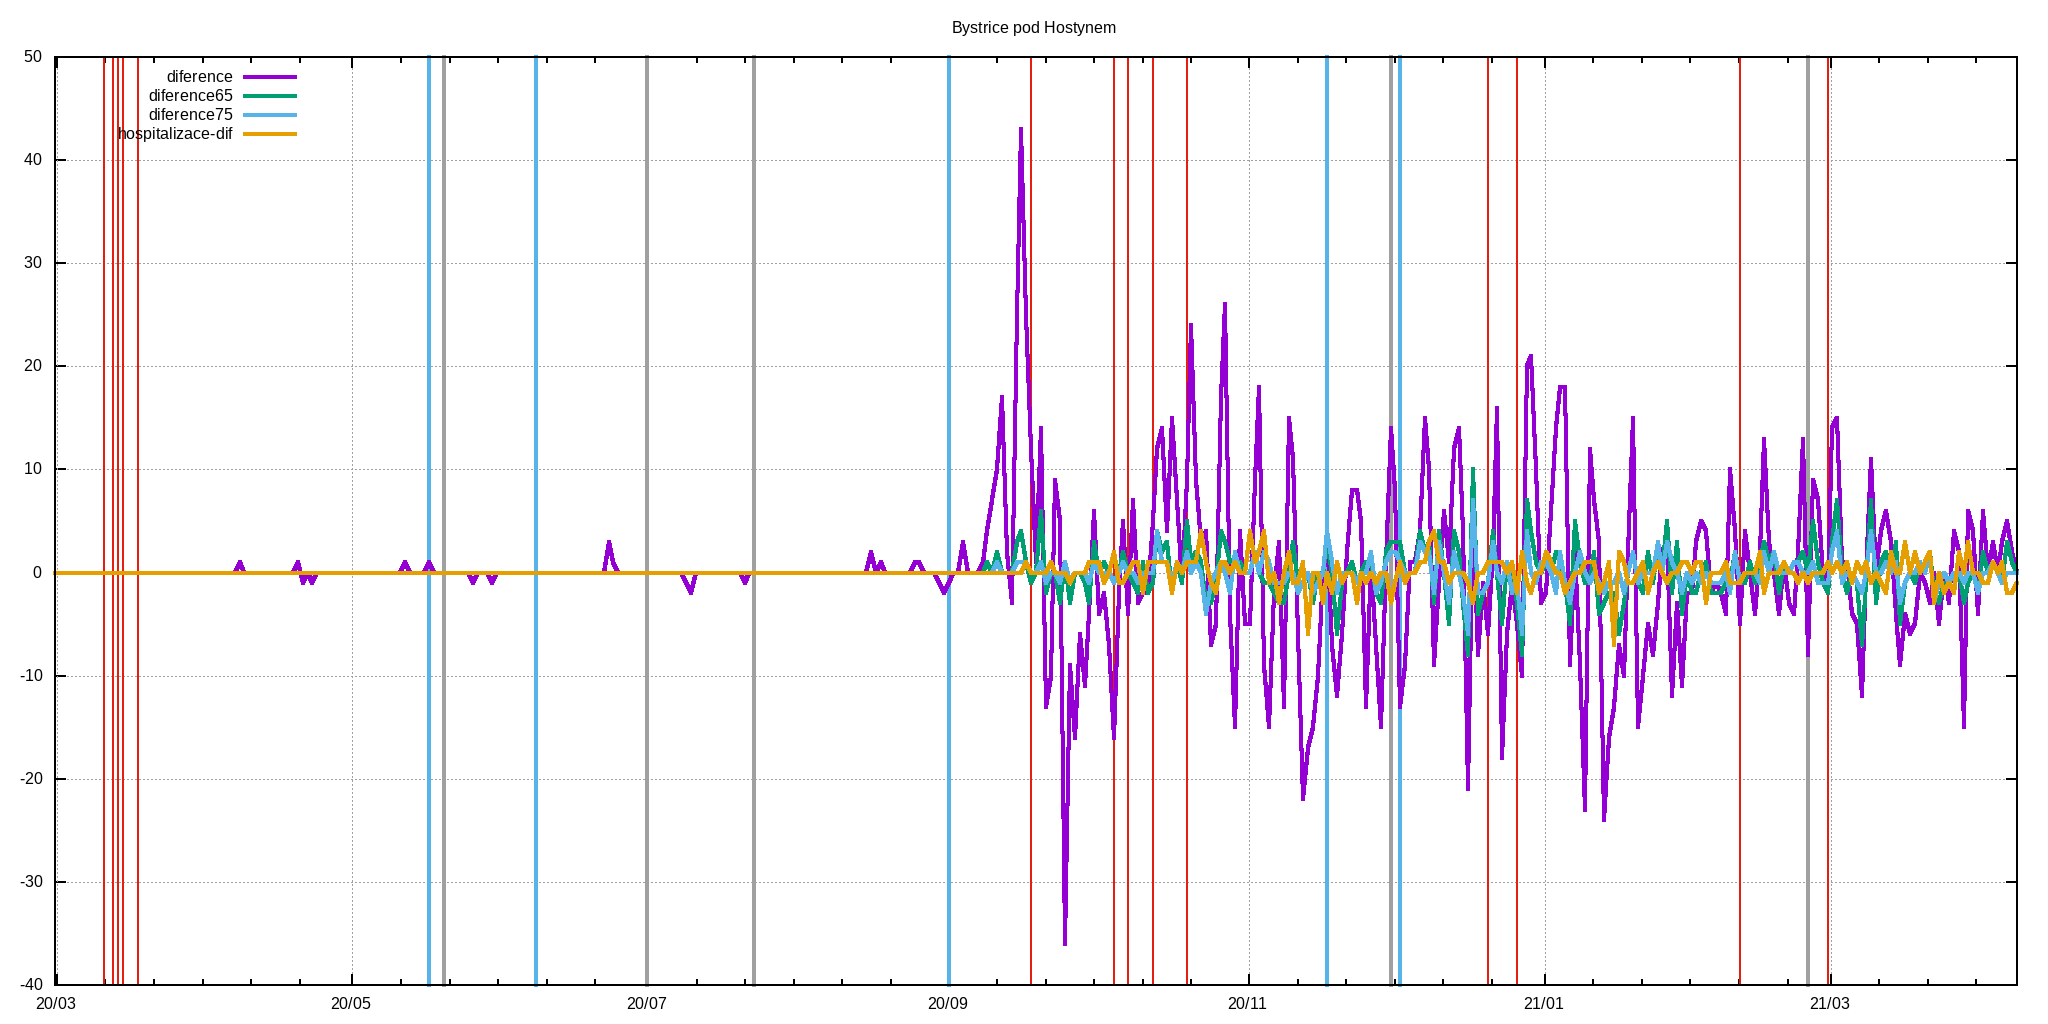 Bystrice pod Hostynem
50
diference
diference65
diference75
hospitalizace-dif
40
30
20
10
0
-10
-20
-30
-40
20/03 20/05 20/07 20/09 20/11 21/01 21/03